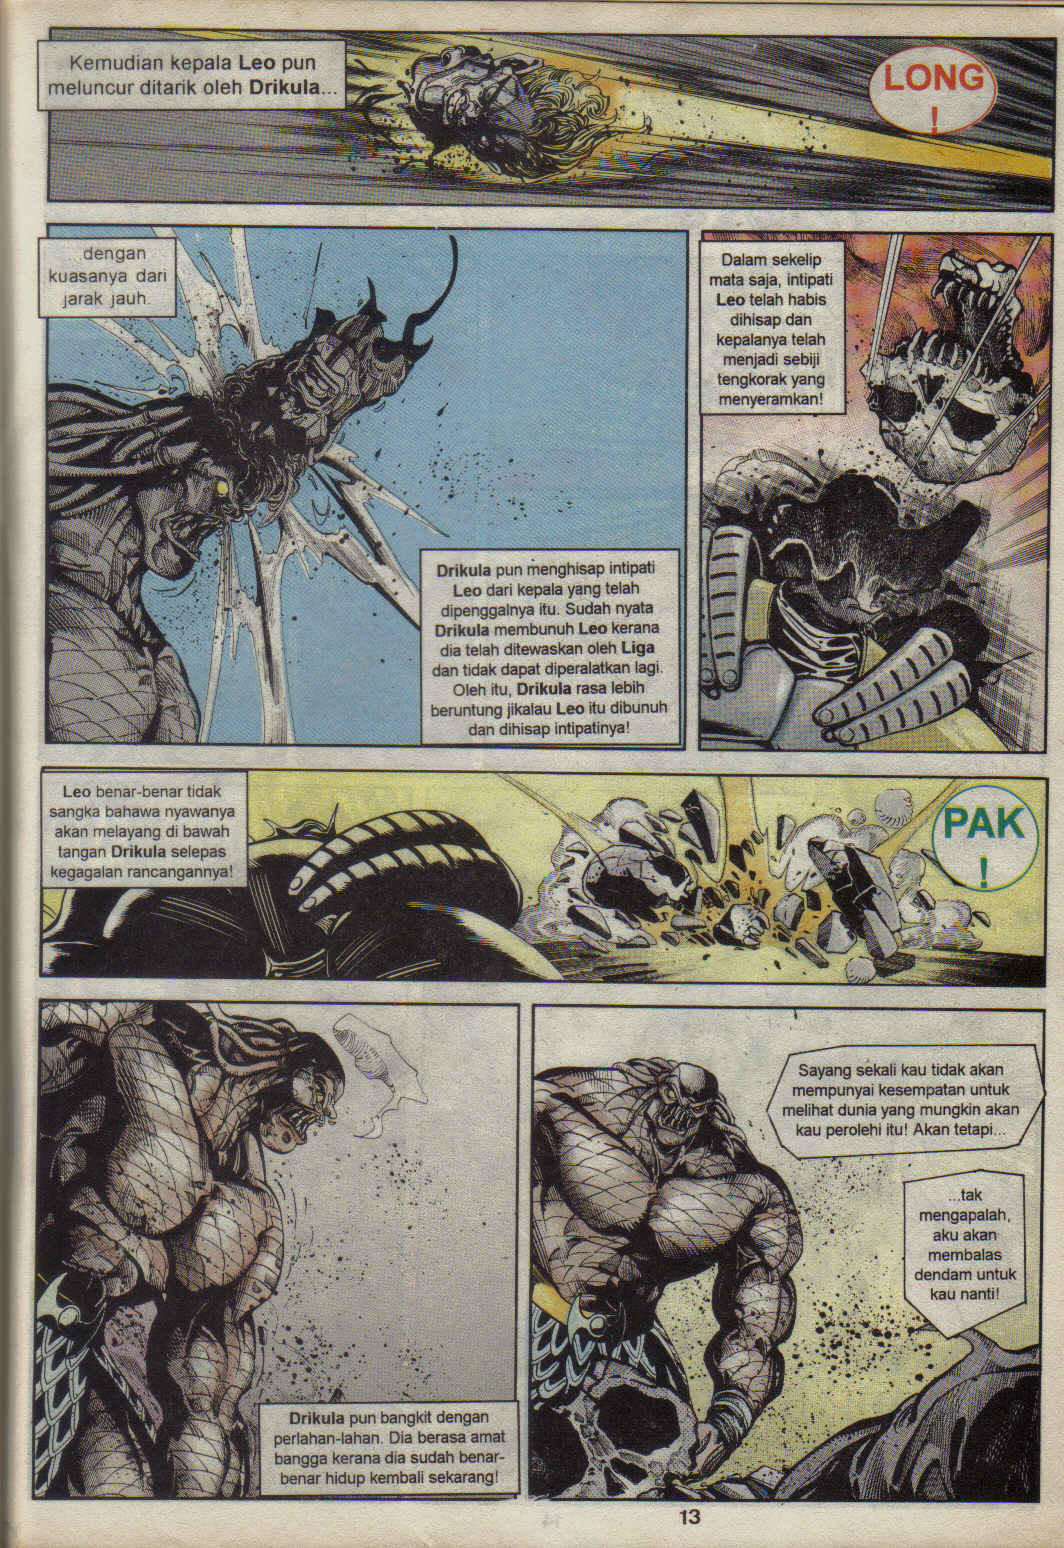 Kemudian kepala Leo pun
meluncur ditarik oleh Drikula...
LONG
!
...dengan
kuasanya dari
jarak jauh.
Drikula pun menghisap intipati
Leo dari kepala yang telah
dipenggalnya itu. Sudah nyata
Drikula membunuh Leo kerana
dia telah ditewaskan oleh Liga
dan tidak dapat diperalatkan lagi.
Oleh itu, Drikula rasa lebih
beruntung jikalau Leo itu dibunuh
dan dihisap intipatinya!
Dalam sekelip
mata saja, intipati
Leo telah habis
dihisap dan
kepalanya telah
menjadi sebiji
tengkorak yang
menyeramkan!
Leo benar-benar tidak
sangka bahawa nyawanya
akan melayang di bawah
tangan Drikula selepas
kegagalan rancangannya!
PAK
!
Drikula pun bangkit dengan
perlahan-lahan. Dia berasa amat
bangga kerana dia sudah benar-
benar hidup kembali sekarang!
Sayang sekali kau tidak akan
mempunyai kesempatan untuk
melihat dunia yang mungkin akan
kau perolehi itu! Akan tetapi...
...tak
mengapalah,
aku akan
membalas
dendam untuk
kau nanti!
13